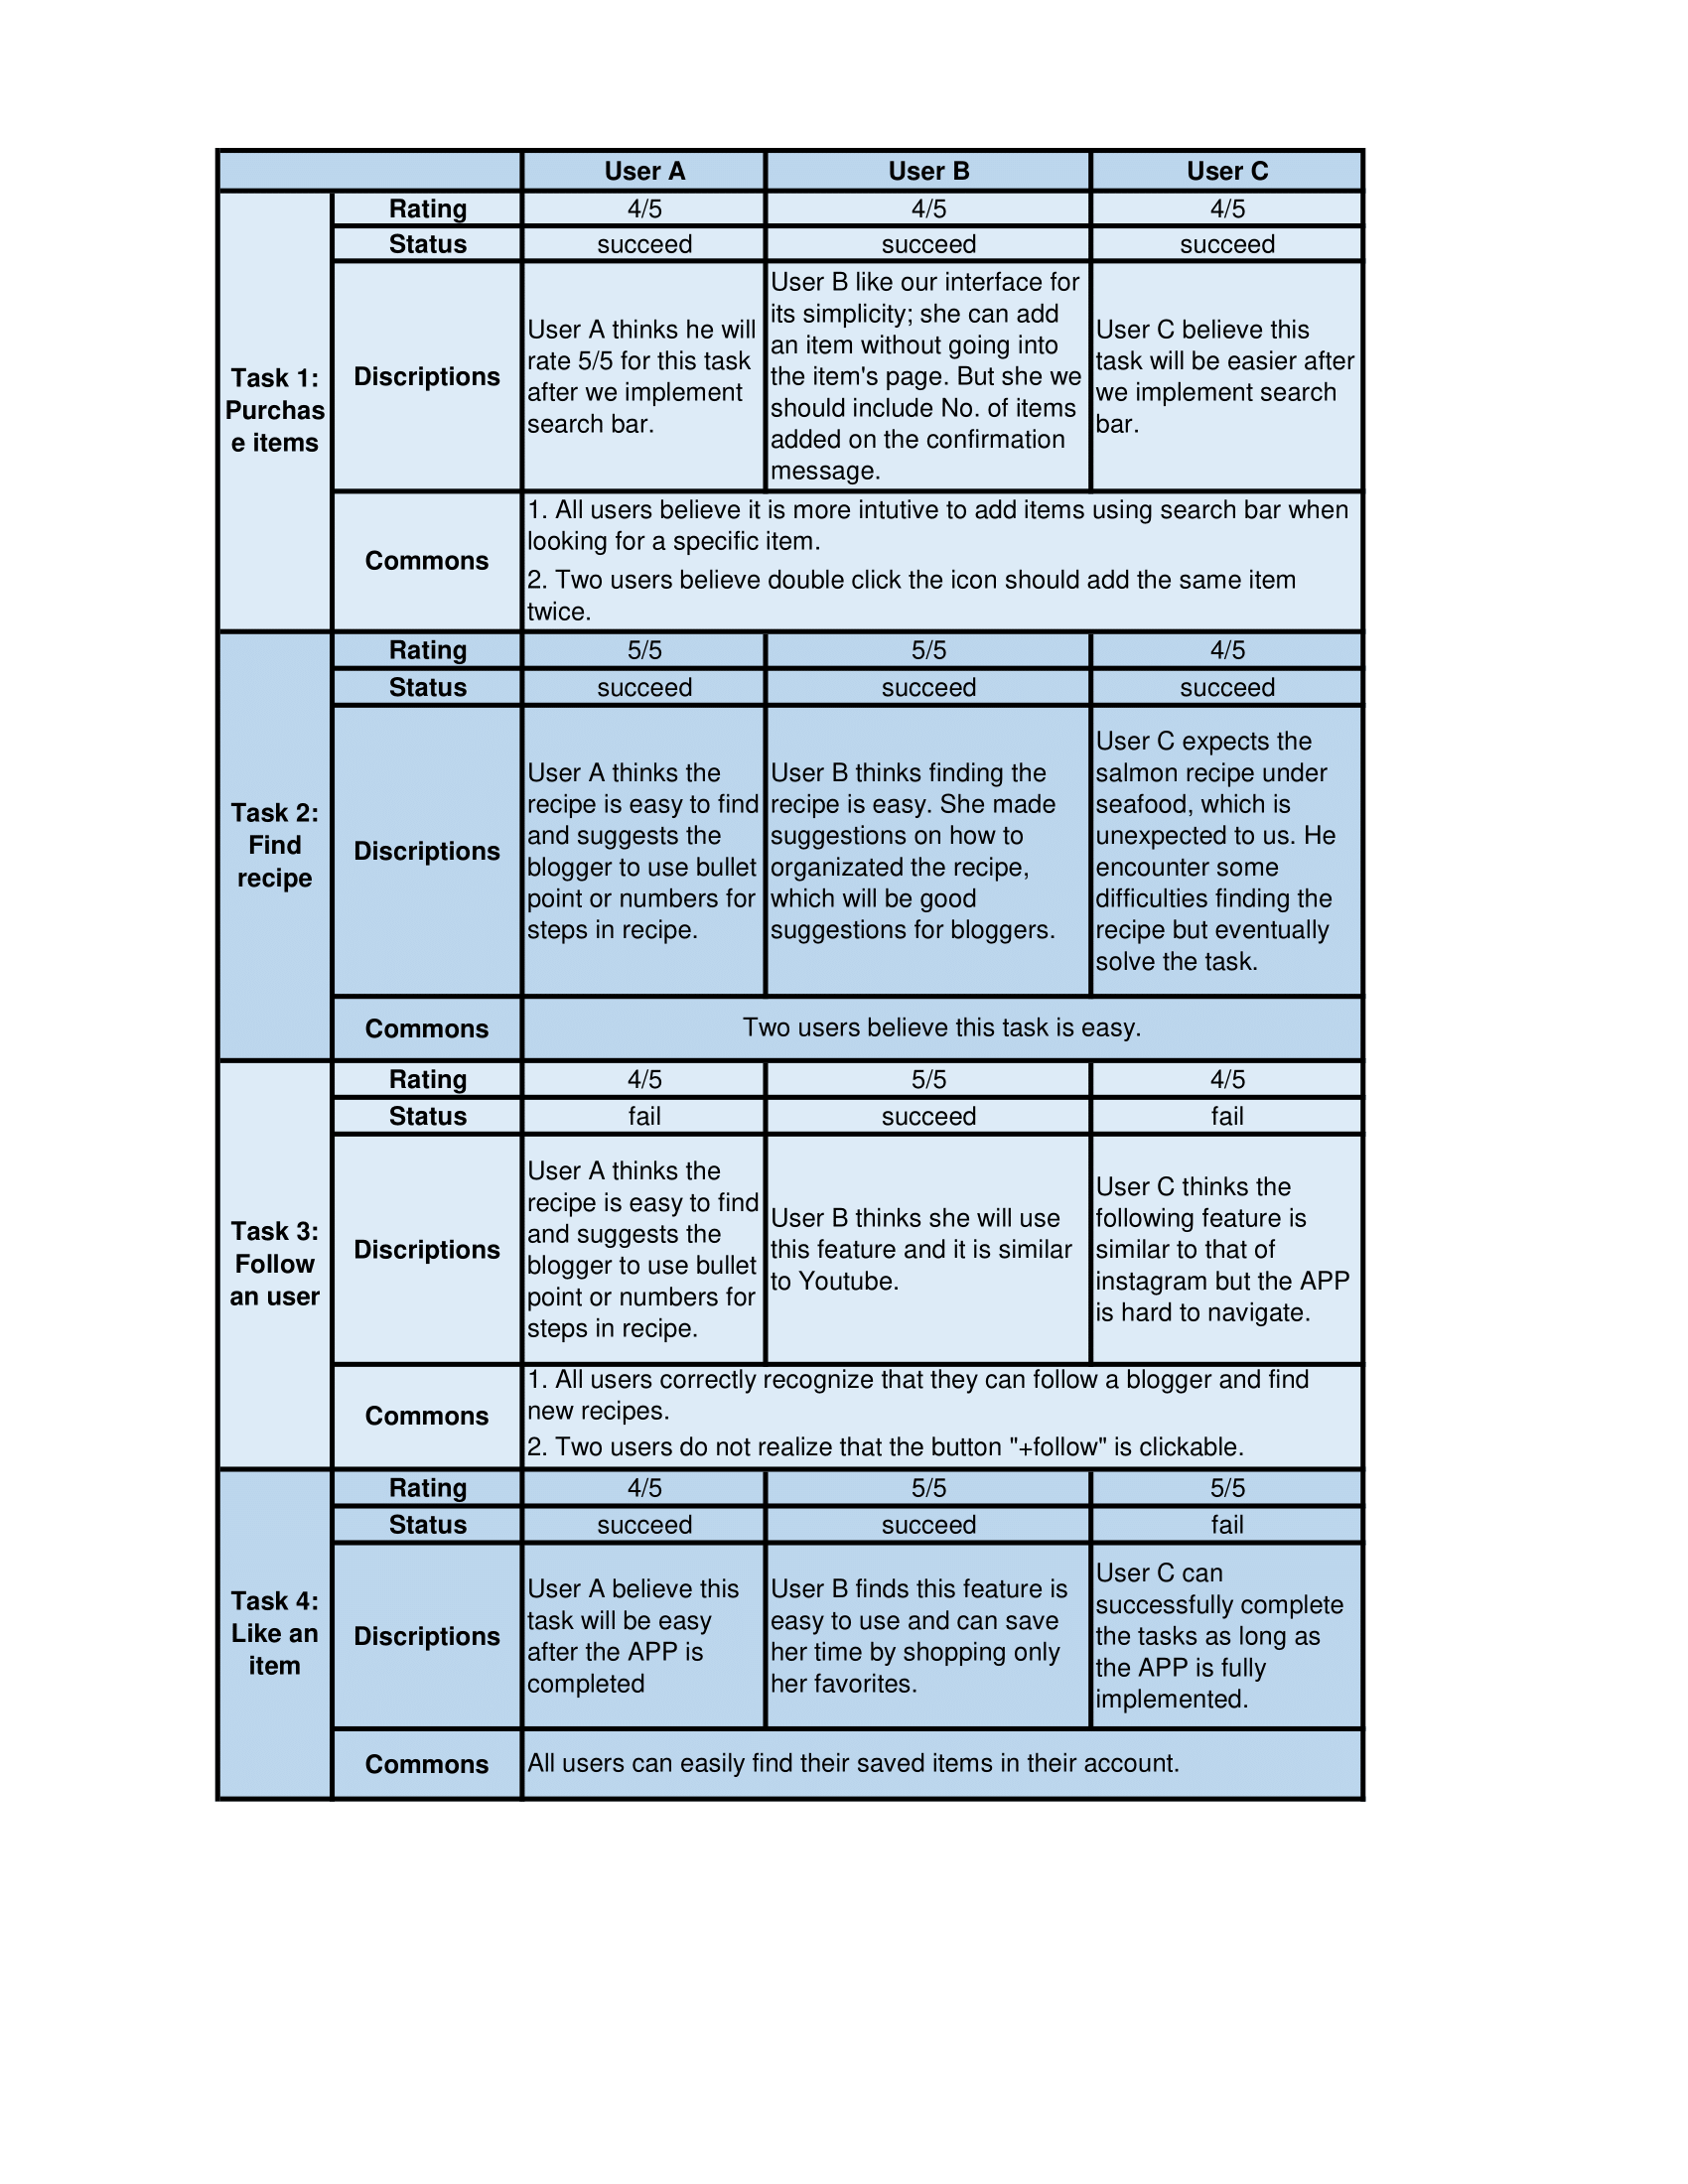 User A User B User C
Task 1:
Purchas
e items
Rating 4/5 4/5 4/5
Status succeed succeed succeed
Discriptions
User A thinks he will
rate 5/5 for this task
after we implement
search bar.
User B like our interface for
its simplicity; she can add
an item without going into
the item's page. But she we
should include No. of items
added on the confirmation
message.
User C believe this
task will be easier after
we implement search
bar.
Commons
1. All users believe it is more intutive to add items using search bar when
looking for a specific item.
2. Two users believe double click the icon should add the same item
twice.
Task 2:
Find
recipe
Rating 5/5 5/5 4/5
Status succeed succeed succeed
Discriptions
User A thinks the
recipe is easy to find
and suggests the
blogger to use bullet
point or numbers for
steps in recipe.
User B thinks finding the
recipe is easy. She made
suggestions on how to
organizated the recipe,
which will be good
suggestions for bloggers.
User C expects the
salmon recipe under
seafood, which is
unexpected to us. He
encounter some
difficulties finding the
recipe but eventually
solve the task.
Commons
Two users believe this task is easy.
Task 3:
Follow
an user
Rating 4/5 5/5 4/5
Status fail succeed fail
Discriptions
User A thinks the
recipe is easy to find
and suggests the
blogger to use bullet
point or numbers for
steps in recipe.
User B thinks she will use
this feature and it is similar
to Youtube.
User C thinks the
following feature is
similar to that of
instagram but the APP
is hard to navigate.
Commons
1. All users correctly recognize that they can follow a blogger and find
new recipes.
2. Two users do not realize that the button "+follow" is clickable.
Task 4:
Like an
item
Rating 4/5 5/5 5/5
Status succeed succeed fail
Discriptions
User A believe this
task will be easy
after the APP is
completed
User B finds this feature is
easy to use and can save
her time by shopping only
her favorites.
User C can
successfully complete
the tasks as long as
the APP is fully
implemented.
Commons
All users can easily find their saved items in their account.